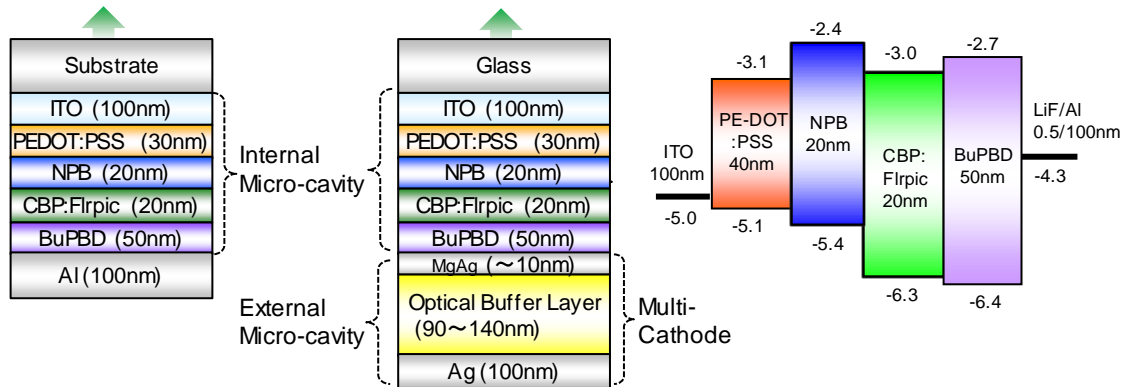 Substrate
ITO (100nm)
PEDOT:PSS (30nm)
NPB (20nm)
CBP:FIrpic (20nm)
BuPBD (50nm)
Al (100nm)
Internal
Micro-cavity
External
Micro-cavity
Glass
ITO (100nm)
PEDOT:PSS (30nm)
NPB (20nm)
CBP:FIrpic (20nm)
BuPBD (50nm)
MgAg (~10nm)
Optical Buffer Layer
(90~140nm)
Ag (100nm)
Multi-
Cathode
ITO
100nm
-5.0
-3.1
PE-DOT
:PSS
40nm
-5.1
-2.4
NPB
20nm
-5.4
-3.0
CBP:
FIrpic
20nm
-6.3
-2.7
BuPBD
50nm
-6.4
LiF/Al
0.5/100nm
-4.3